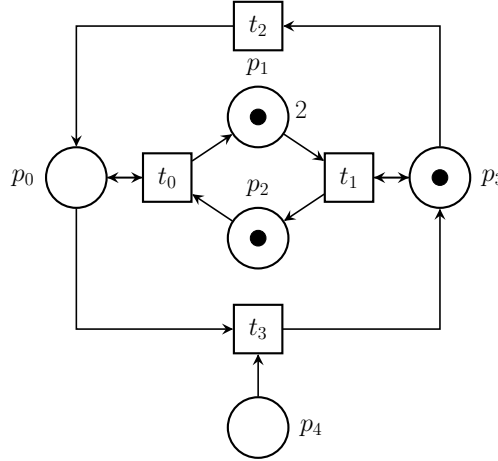 t₂
p₁
2
p₀
t₀
t₁
p₃
p₂
t₃
p₄